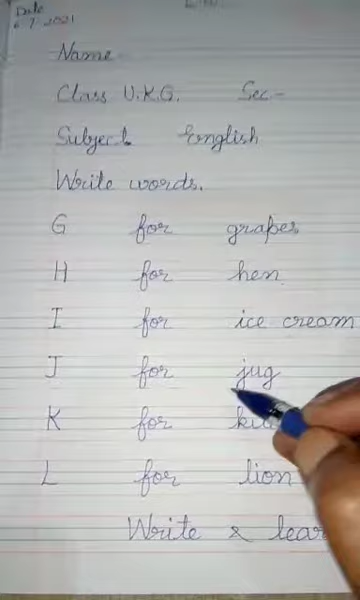 Date
6.7.2021
Name -
Class U.K.G. Sec -
Subject English
Write words.
G for grapes
H for hen
I for ice cream
J for jug
K for
L for lion
Write &